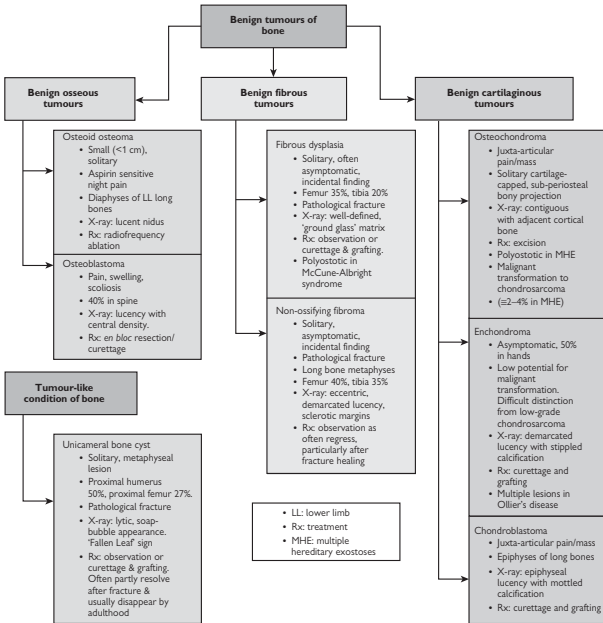 Benign tumours of
bone
Benign osseous
tumours
Osteoid osteoma
• Small (<1 cm),
solitary
• Aspirin sensitive
night pain
• Diaphyses of LL long
bones
• X-ray: lucent nidus
• Rx: radiofrequency
ablation
Osteoblastoma
• Pain, swelling,
scoliosis
• 40% in spine
• X-ray: lucency with
central density.
• Rx: en bloc resection/
curettage
Tumour-like
condition of bone
Unicameral bone cyst
• Solitary, metaphyseal
lesion
• Proximal humerus
50%, proximal femur 27%.
• Pathological fracture
• X-ray: lytic, soap-
bubble appearance.
'Fallen Leaf' sign
• Rx: observation or
curettage & grafting.
Often partly resolve
after fracture &
usually disappear by
adulthood
Benign fibrous
tumours
Fibrous dysplasia
• Solitary, often
asymptomatic,
incidental finding
• Femur 35%, tibia 20%
• Pathological fracture
• X-ray: well-defined,
'ground glass' matrix
• Rx: observation or
curettage & grafting.
• Polyostotic in
McCune-Albright
syndrome
Non-ossifying fibroma
• Solitary,
asymptomatic,
incidental finding
• Pathological fracture
• Long bone metaphyses
• Femur 40%, tibia 35%
• X-ray: eccentric,
demarcated lucency,
sclerotic margins
• Rx: observation as
often regress,
particularly after
fracture healing
• LL: lower limb
• Rx: treatment
• MHE: multiple
hereditary exostoses
Benign cartilaginous
tumours
Osteochondroma
• Juxta-articular
pain/mass
• Solitary cartilage-
capped, sub-periosteal
bony projection
• X-ray: contiguous
with adjacent cortical
bone
• Rx: excision
• Polyostotic in MHE
• Malignant
transformation to
chondrosarcoma
• (≡2–4% in MHE)
Enchondroma
• Asymptomatic, 50%
in hands
• Low potential for
malignant
transformation.
Difficult distinction
from low-grade
chondrosarcoma
• X-ray: demarcated
lucency with stippled
calcification
• Rx: curettage and
grafting
• Multiple lesions in
Ollier's disease
Chondroblastoma
• Juxta-articular pain/mass
• Epiphyses of long bones
• X-ray: epiphyseal
lucency with mottled
calcification
• Rx: curettage and grafting